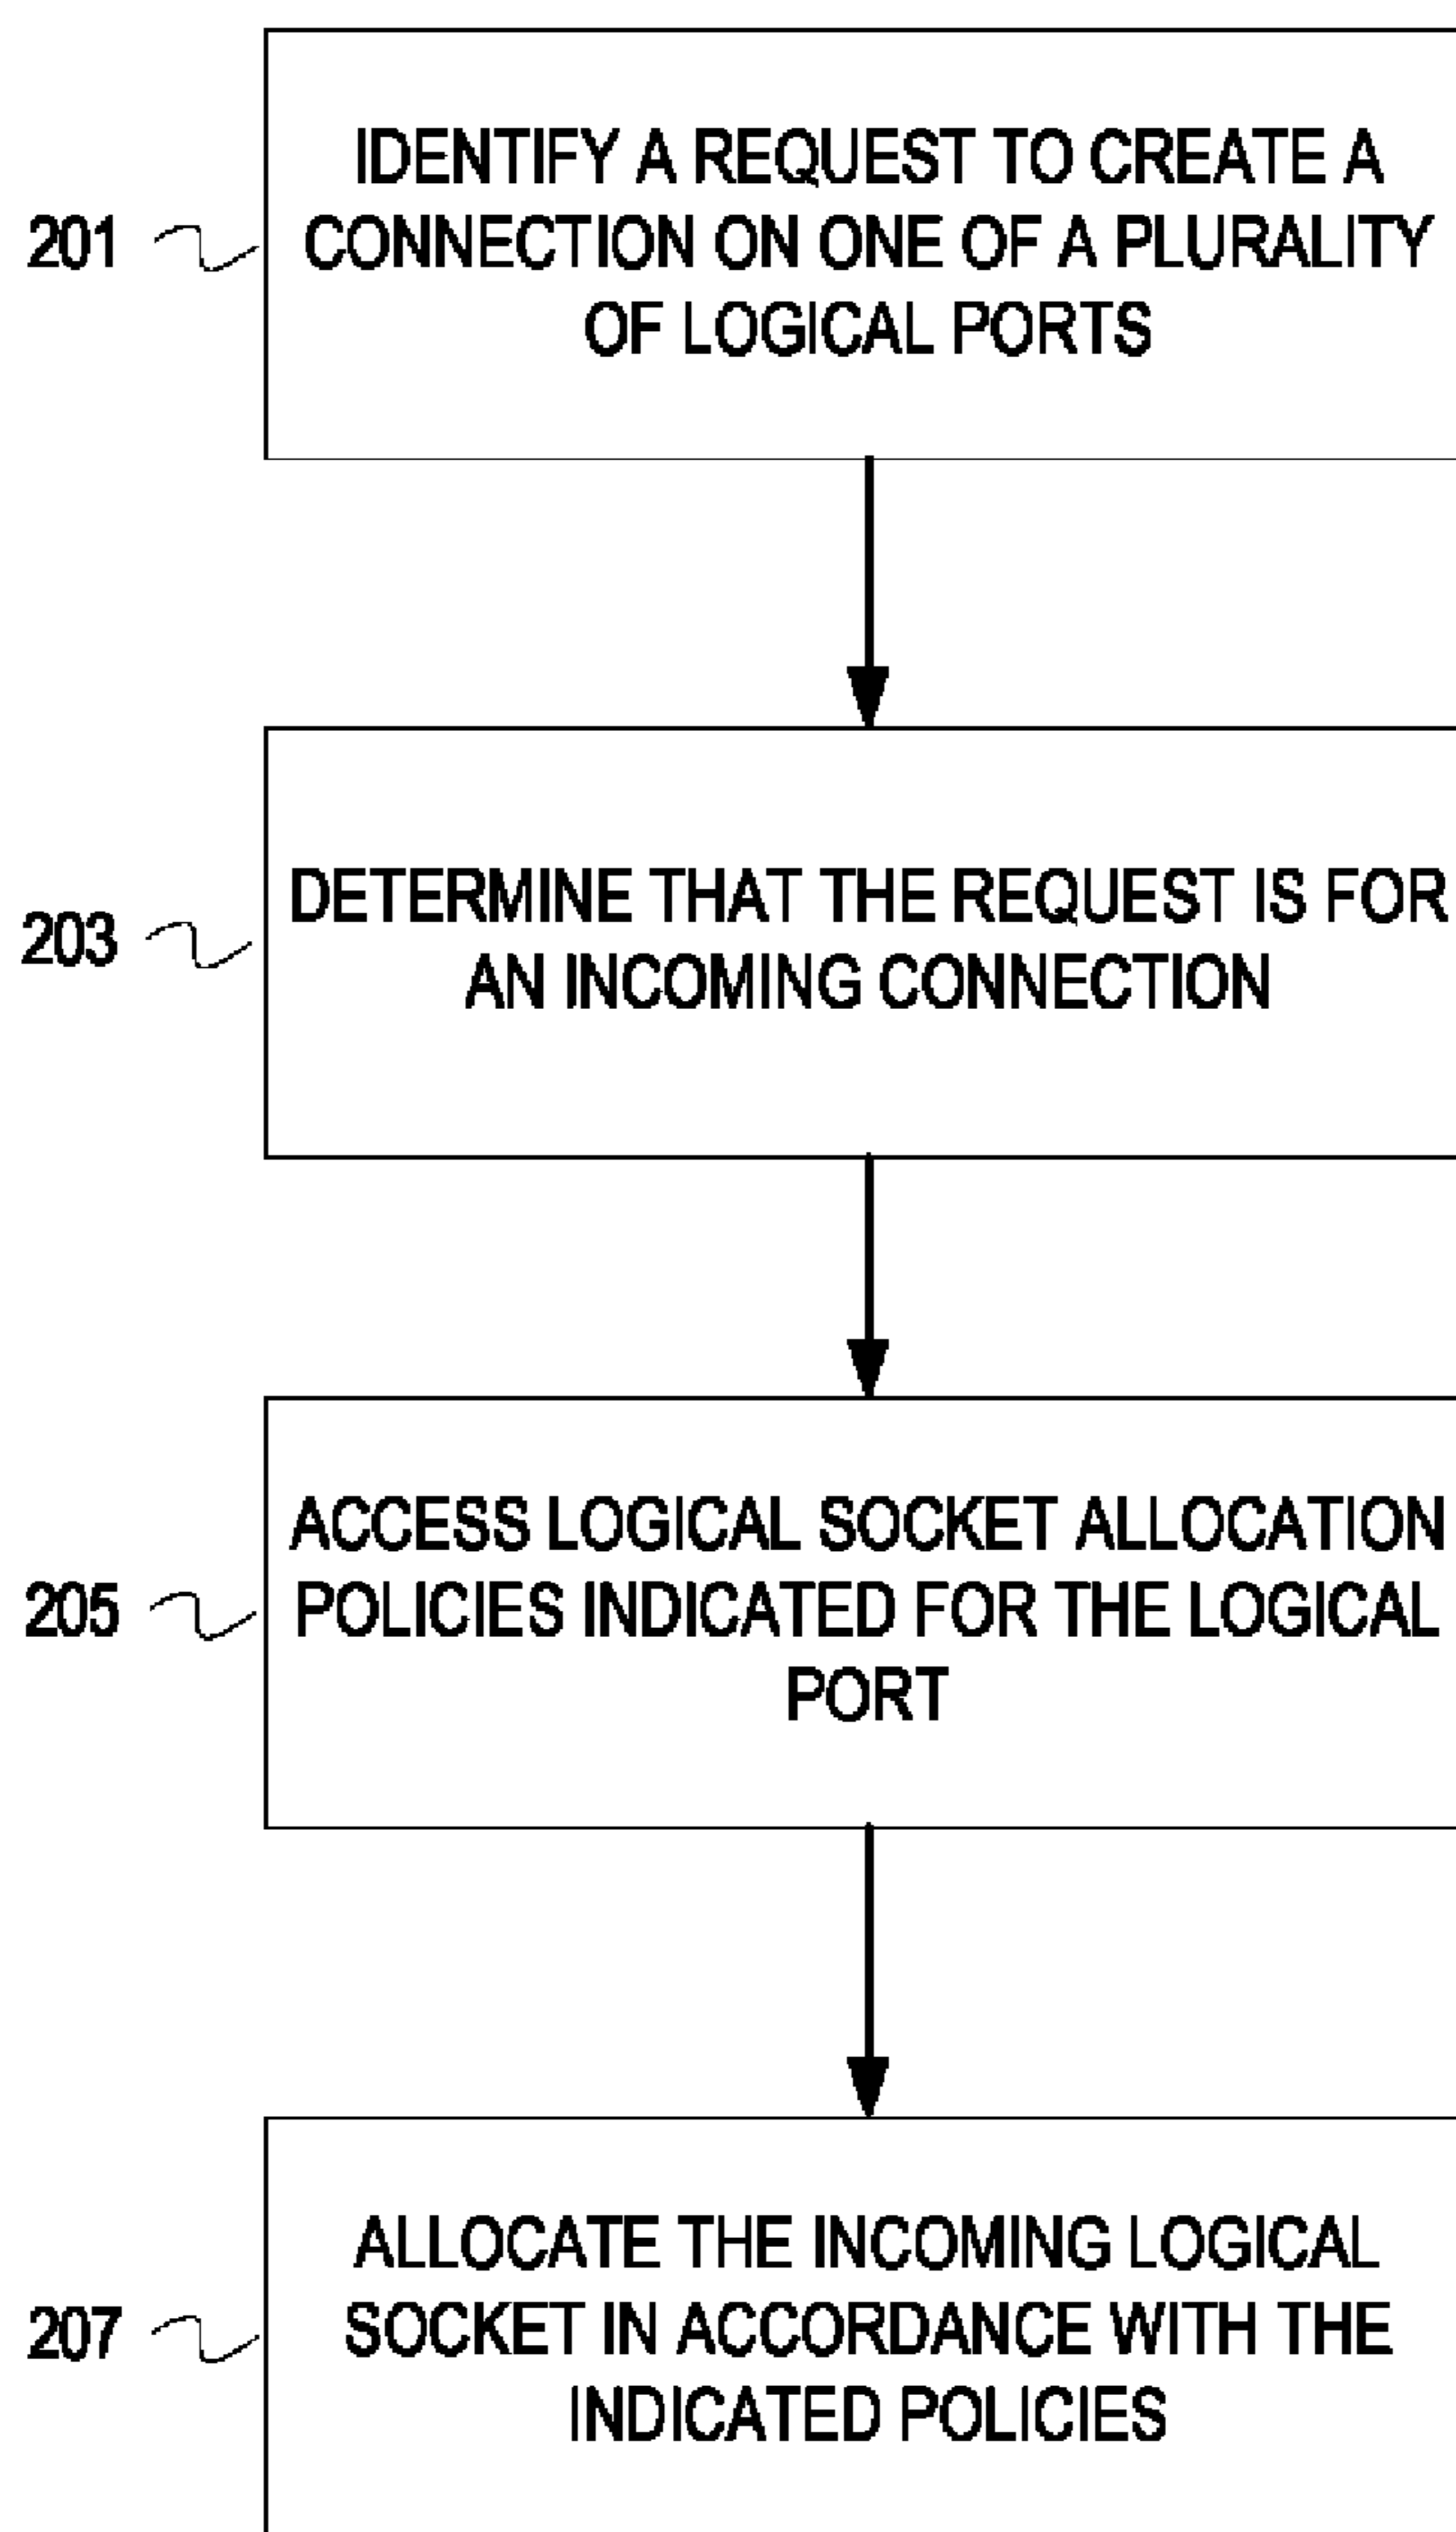 IDENTIFY A REQUEST TO CREATE A
201 CONNECTION ON ONE OF A PLURALITY
OF LOGICAL PORTS
DETERMINE THAT THE REQUEST IS FOR
203
AN INCOMING CONNECTION
ACCESS LOGICAL SOCKET ALLOCATION
205 POLICIES INDICATED FOR THE LOGICAL
PORT
ALLOCATE THE INCOMING LOGICAL
207 SOCKET IN ACCORDANCE WITH THE
INDICATED POLICIES